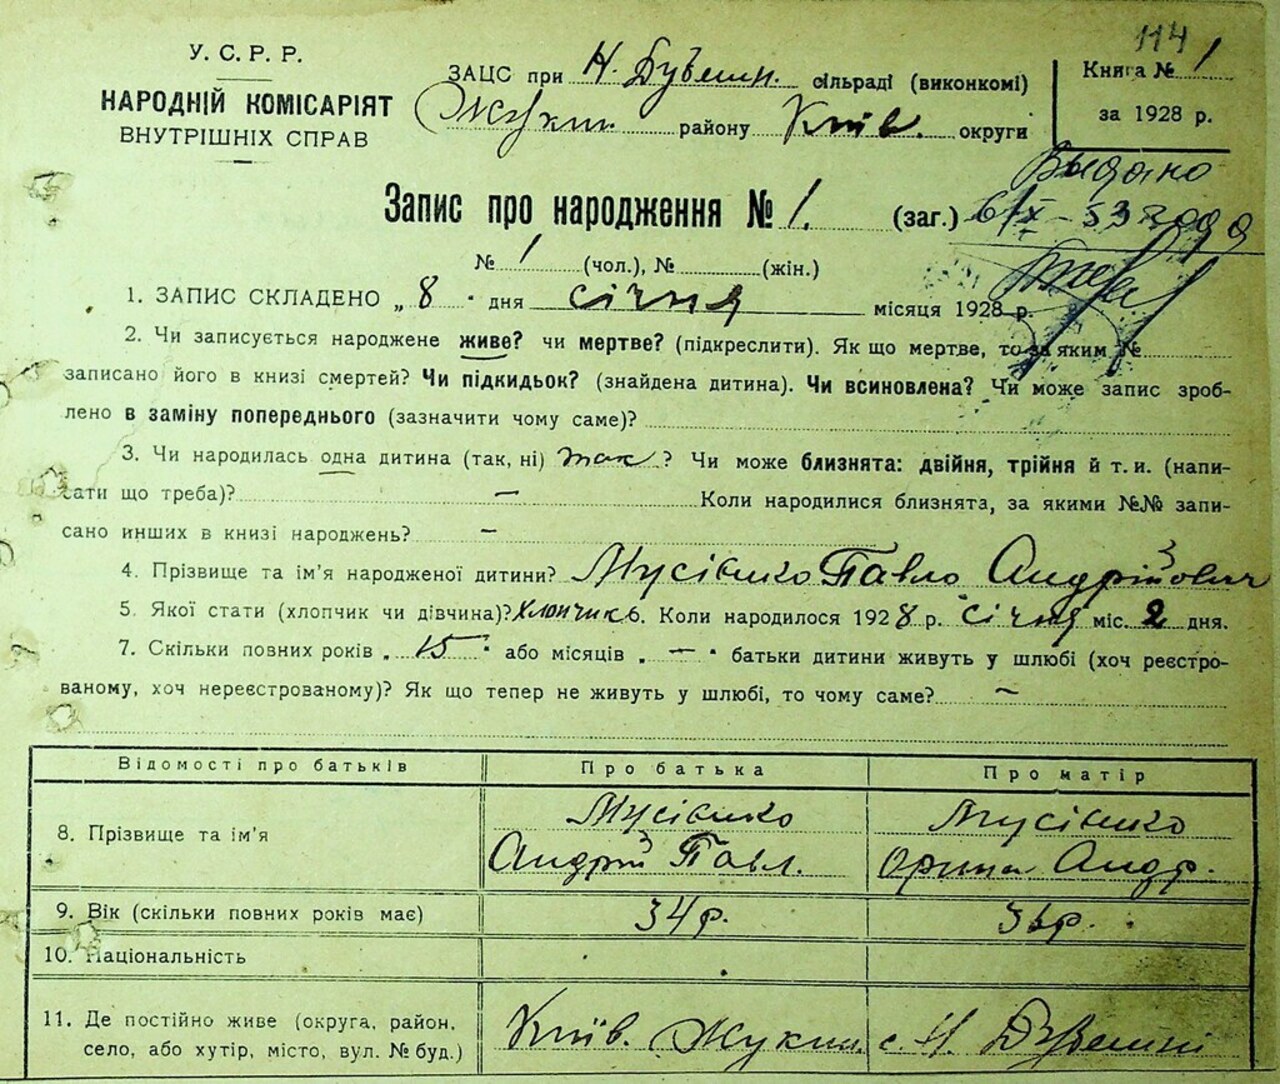 114
У. С. Р. Р.
НАРОДНІЙ КОМІСАРІЯТ
ВНУТРІШНІХ СПРАВ
ЗАЦС при Н. Дубешн. сільраді (виконкомі)
Жукин. району Київ. округи
Книга № 1
за 1928 р.
Выдано
Запис про народження № 1. (заг.)
№ 1 (чол.), № (жін.)
1. ЗАПИС СКЛАДЕНО „ 8 " дня січня місяця 1928 р.
2. Чи записується народжене живе? чи мертве? (підкреслити). Як що мертве, то за яким №
записано його в книзі смертей? Чи підкидьок? (знайдена дитина). Чи всиновлена? Чи може запис зроб-
лено в заміну попереднього (зазначити чому саме)?
3. Чи народилась одна дитина (так, ні) так ? Чи може близнята: двійня, трійня й т. и. (напи-
сати що треба)? — Коли народилися близнята, за якими №№ запи-
сано инших в книзі народжень? —
4. Прізвище та ім'я народженої дитини? Мусієнко Павло Андрійович
5. Якої стати (хлопчик чи дівчина)? Хлопчик 6. Коли народилося 1928 р. січня міс. 2 дня.
7. Скільки повних років „ 15 " або місяців „ — " батьки дитини живуть у шлюбі (хоч реєстро-
ваному, хоч нереєстрованому)? Як що тепер не живуть у шлюбі, то чому саме? —
Відомості про батьків Про батька Про матір
8. Прізвище та ім'я Мусієнко Андрій Павл. Мусієнко Орина Андр.
9. Вік (скільки повних років має) 34 р. 36 р.
10. Національність
11. Де постійно живе (округа, район, Київ. Жукин. с. Н. Дубешні
село, або хутір, місто, вул. № буд.)